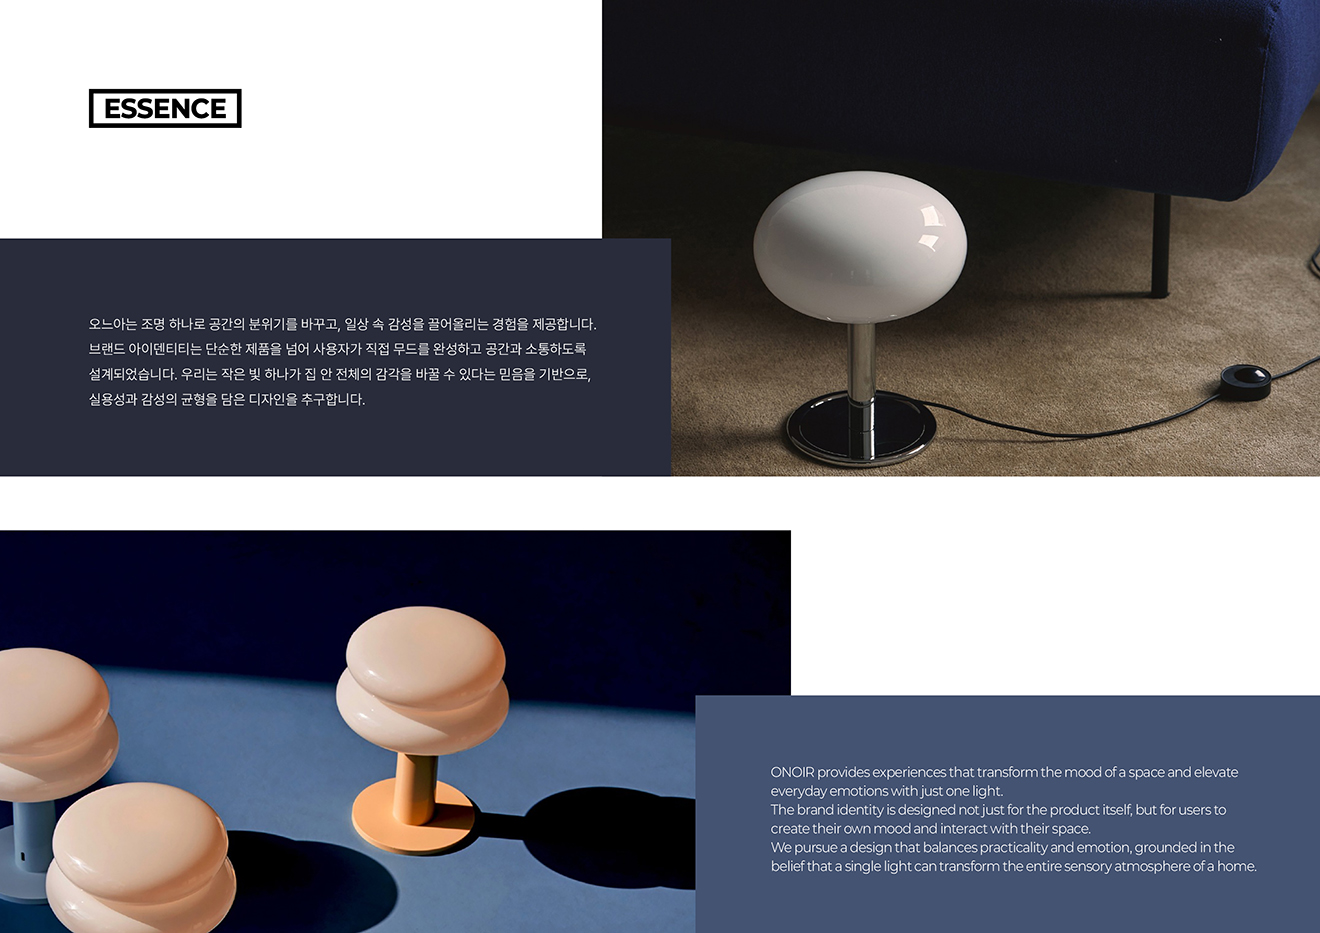 ESSENCE
오느아는 조명 하나로 공간의 분위기를 바꾸고, 일상 속 감성을 끌어올리는 경험을 제공합니다.
브랜드 아이덴티티는 단순한 제품을 넘어 사용자가 직접 무드를 완성하고 공간과 소통하도록
설계되었습니다. 우리는 작은 빛 하나가 집 안 전체의 감각을 바꿀 수 있다는 믿음을 기반으로,
실용성과 감성의 균형을 담은 디자인을 추구합니다.
ONOIR provides experiences that transform the mood of a space and elevate
everyday emotions with just one light.
The brand identity is designed not just for the product itself, but for users to
create their own mood and interact with their space.
We pursue a design that balances practicality and emotion, grounded in the
belief that a single light can transform the entire sensory atmosphere of a home.